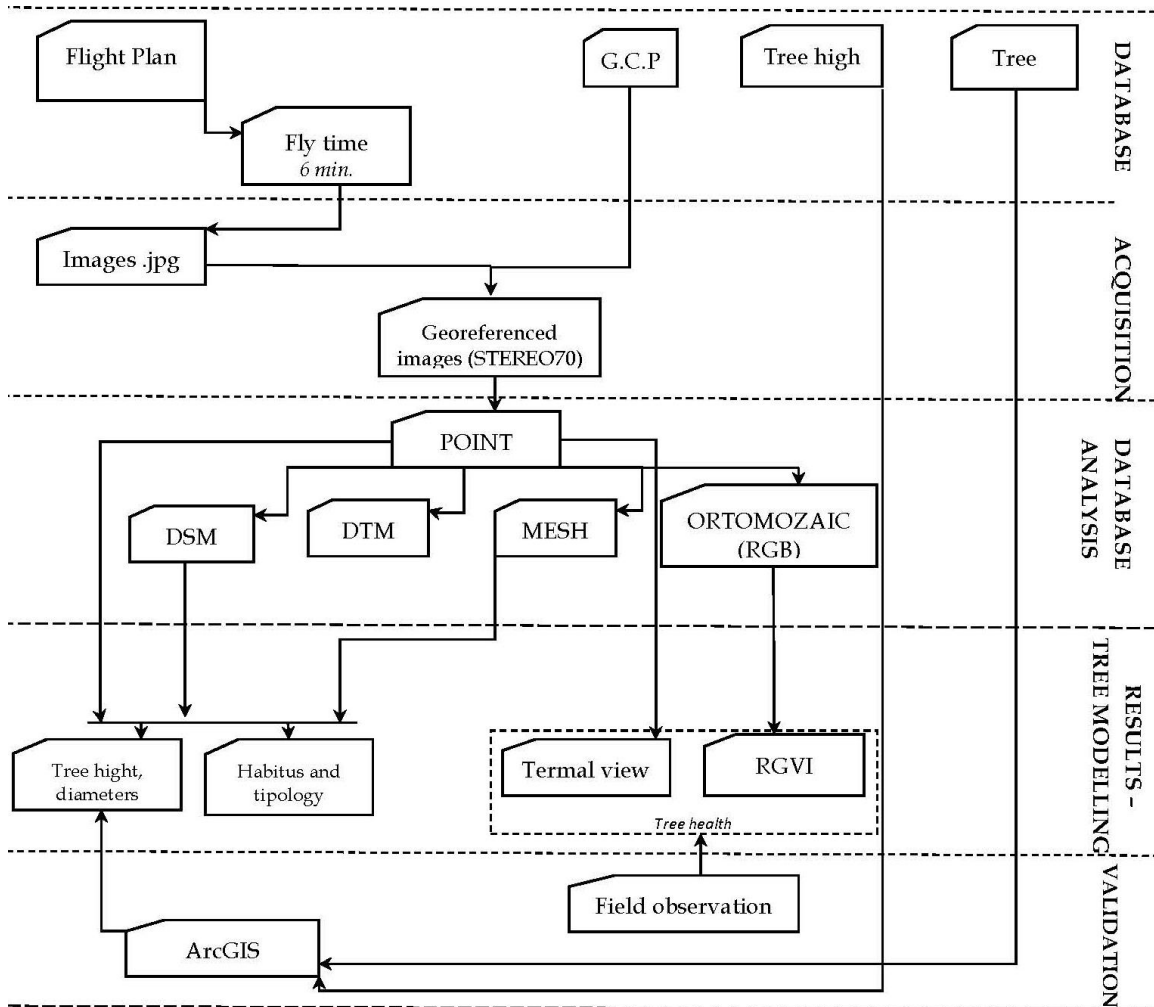 Flight Plan
G.C.P
Tree high
Tree
DATABASE
Fly time
6 min.
Images .jpg
ACQUISITION
Georeferenced
images (STEREO70)
POINT
DATABASE
ANALYSIS
DSM
DTM
MESH
ORTOMOZAIC
(RGB)
RESULTS –
TREE MODELLING
Tree hight,
diameters
Habitus and
tipology
Termal view
RGVI
Tree health
VALIDATION
Field observation
ArcGIS